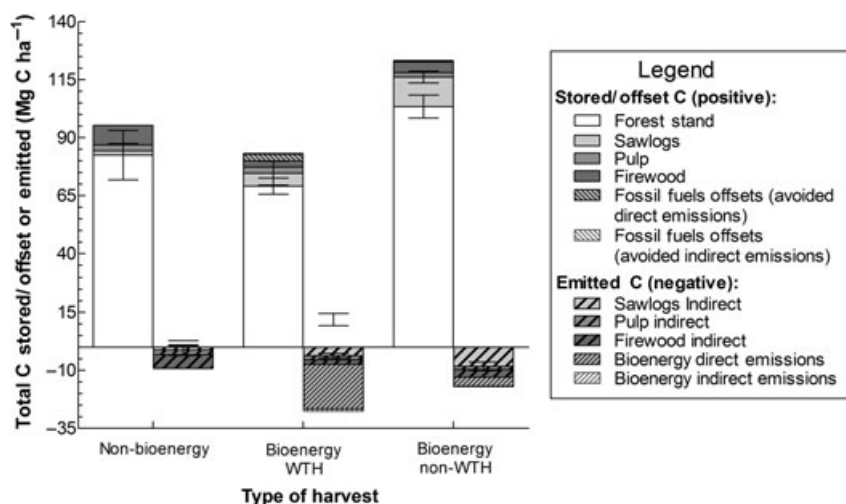 Total C stored/ offset or emitted (Mg C ha⁻¹)
140
115
90
65
40
15
–10
–35
Non-bioenergy
Bioenergy
WTH
Bioenergy
non-WTH
Type of harvest
Legend
Stored/ offset C (positive):
Forest stand
Sawlogs
Pulp
Firewood
Fossil fuels offsets (avoided
direct emissions)
Fossil fuels offsets
(avoided indirect emissions)
Emitted C (negative):
Sawlogs Indirect
Pulp indirect
Firewood indirect
Bioenergy direct emissions
Bioenergy indirect emissions